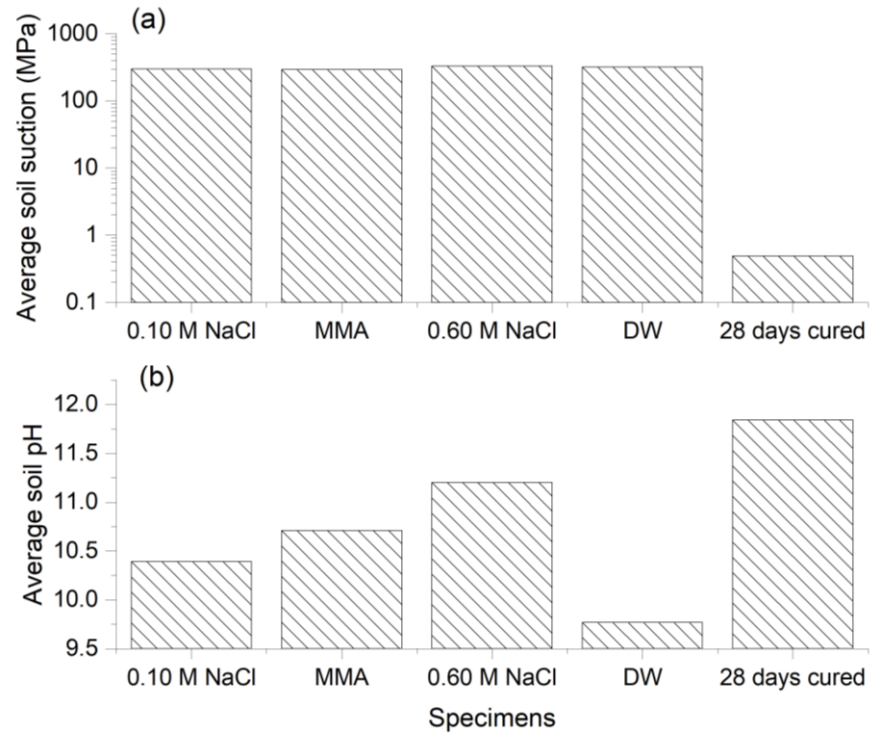 (a)
Average soil suction (MPa)
1000
100
10
1
0.1
0.10 M NaCl MMA 0.60 M NaCl DW 28 days cured
(b)
Average soil pH
12.0
11.5
11.0
10.5
10.0
9.5
0.10 M NaCl MMA 0.60 M NaCl DW 28 days cured
Specimens